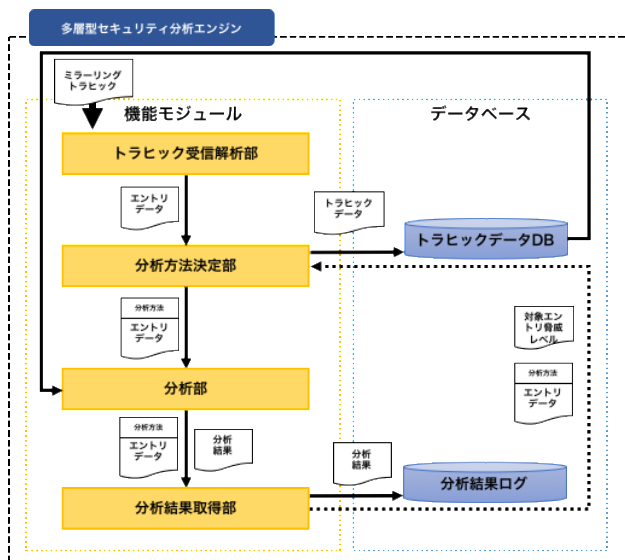 多層型セキュリティ分析エンジン
ミラーリング
トラヒック
機能モジュール
データベース
トラヒック受信解析部
エントリ
データ
トラヒック
データ
トラヒックデータDB
分析方法決定部
分析方法
エントリ
データ
対象エン
トリ脅威
レベル
分析方法
エントリ
データ
分析部
分析方法
エントリ
データ
分析
結果
分析
結果
分析結果ログ
分析結果取得部